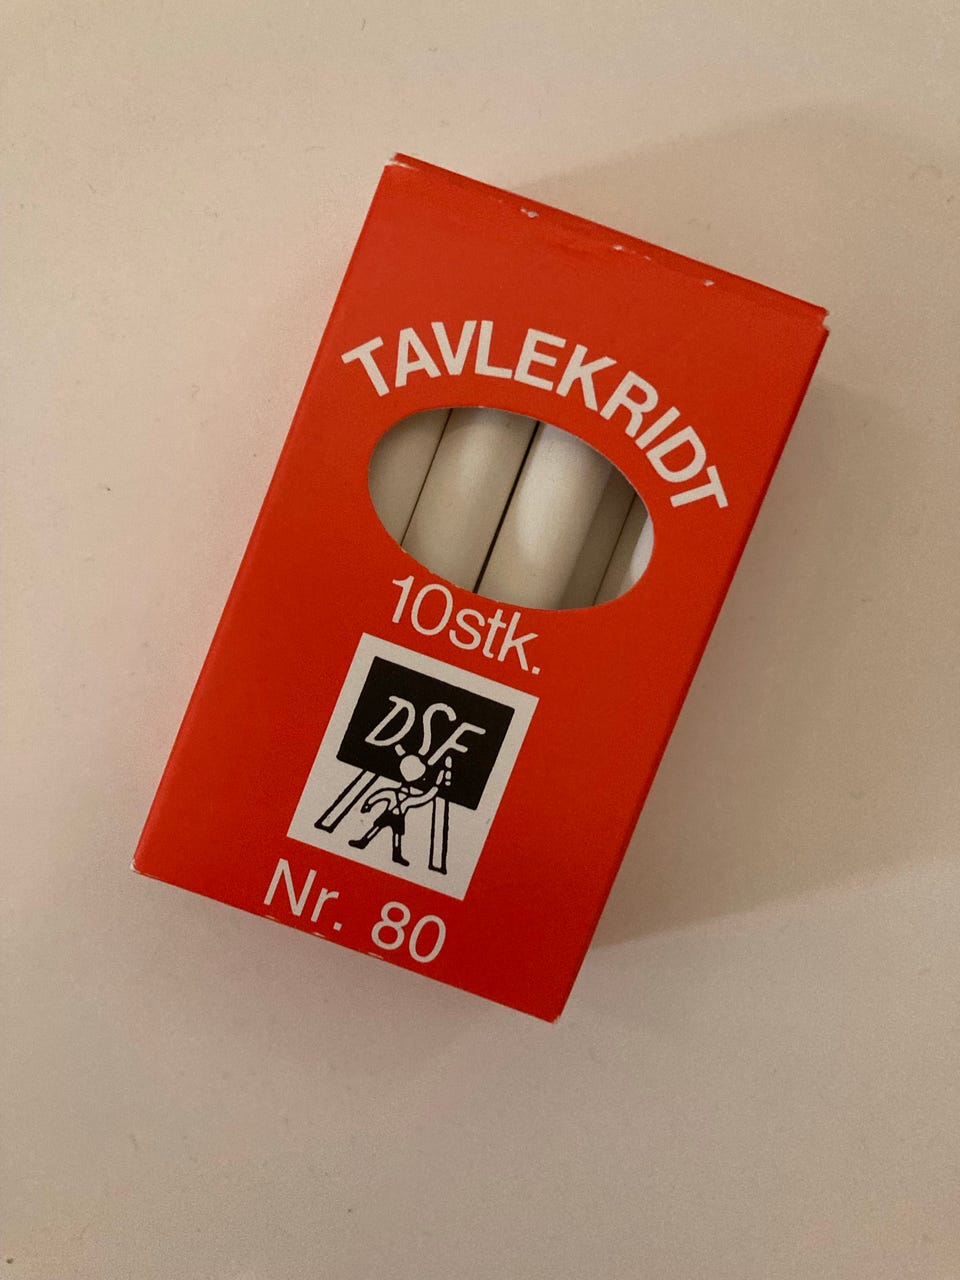 TAVLEKRIDT
10stk.
DSF
Nr. 80